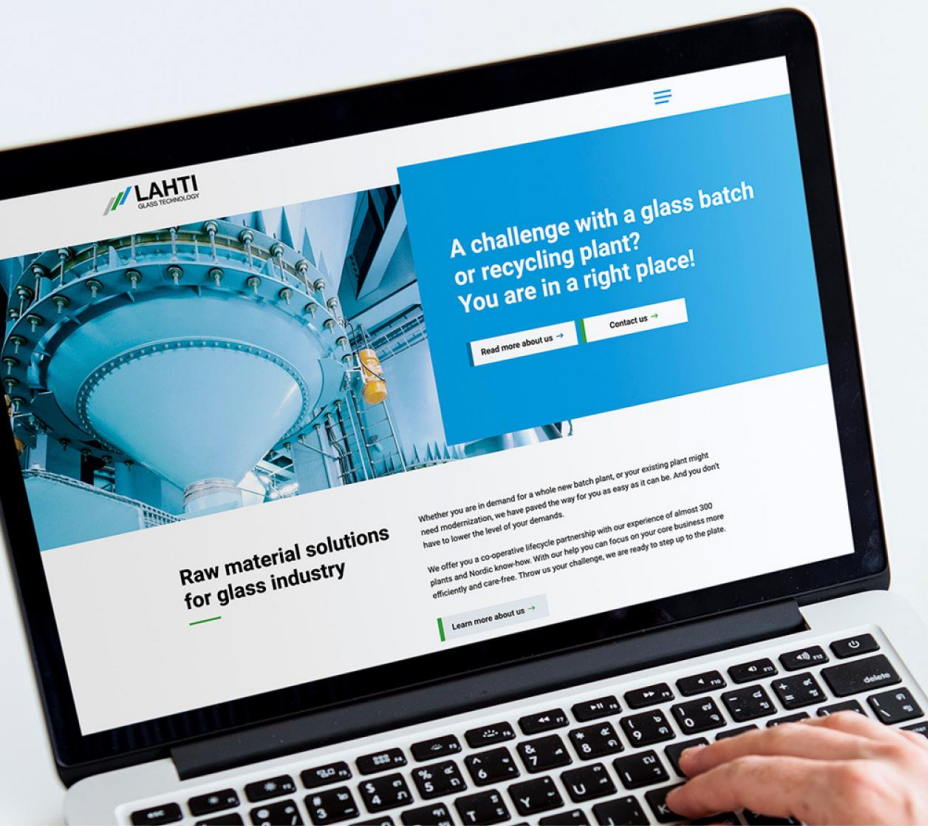 LAHTI
GLASS TECHNOLOGY
A challenge with a glass batch
or recycling plant?
You are in a right place!
Read more about us →
Contact us →
Raw material solutions
for glass industry
Whether you are in demand for a whole new batch plant, or your existing plant might
need modernization, we have paved the way for you as easy as it can be. And you don't
have to lower the level of your demands.
We offer you a co-operative lifecycle partnership with our experience of almost 300
plants and Nordic know-how. With our help you can focus on your core business more
efficiently and care-free. Throw us your challenge, we are ready to step up to the plate.
Learn more about us →
esc
delete